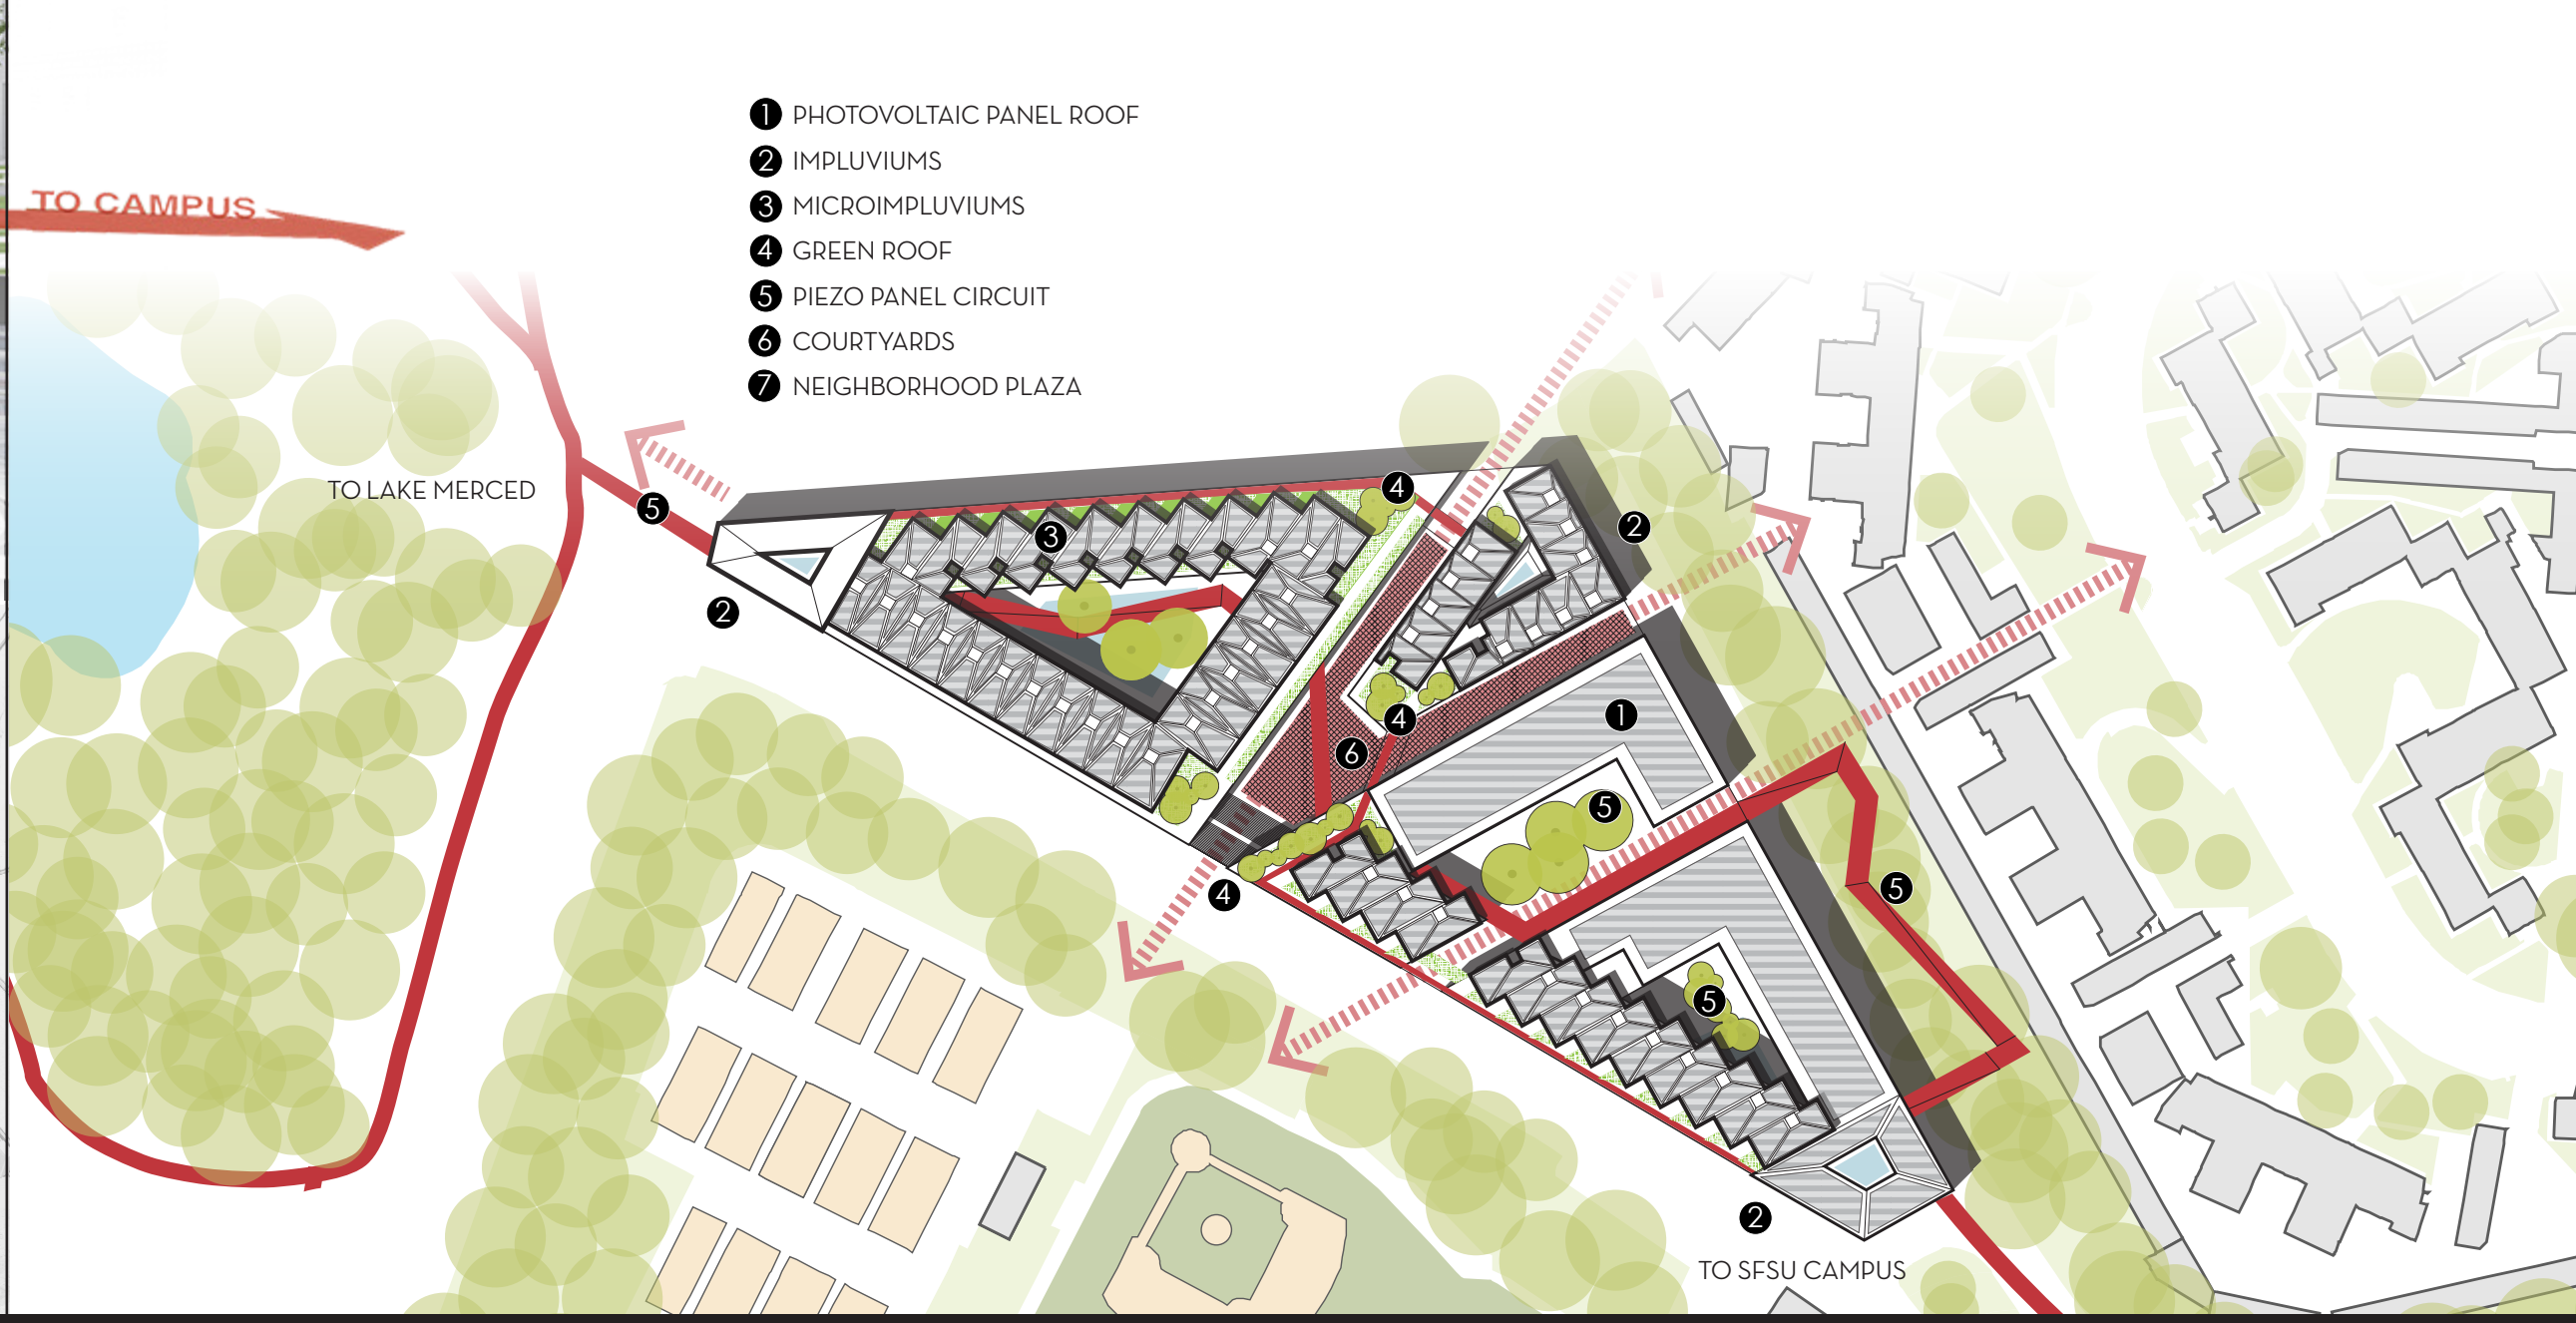 1 PHOTOVOLTAIC PANEL ROOF
2 IMPLUVIUMS
3 MICROIMPLUVIUMS
4 GREEN ROOF
5 PIEZO PANEL CIRCUIT
6 COURTYARDS
7 NEIGHBORHOOD PLAZA
TO CAMPUS
TO LAKE MERCED
5
2
3
4
2
1
4
6
5
4
5
5
2
TO SFSU CAMPUS